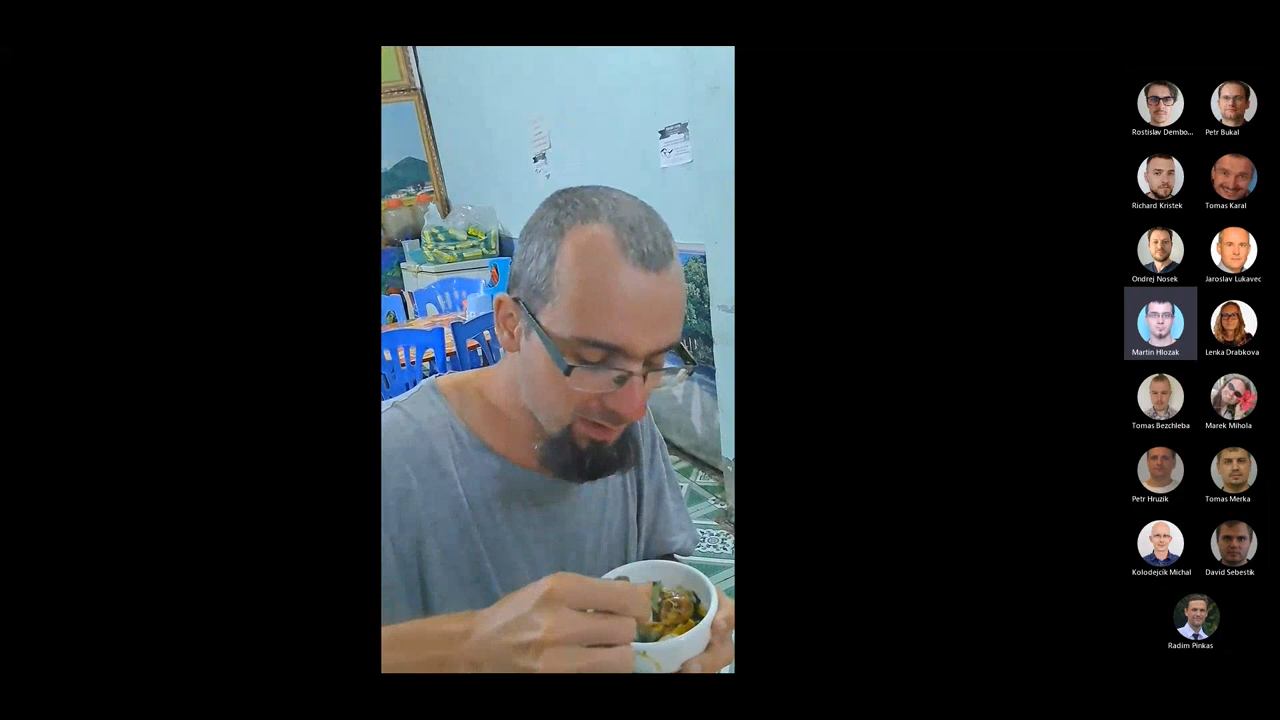 Rostislav Dembo...
Petr Bukal
Richard Kristek
Tomas Karal
Ondrej Nosek
Jaroslav Lukavec
Martin Hlozak
Lenka Drabkova
Tomas Bezchleba
Marek Mihola
Petr Hruzik
Tomas Merka
Kolodejcik Michal
David Sebestik
Radim Pinkas